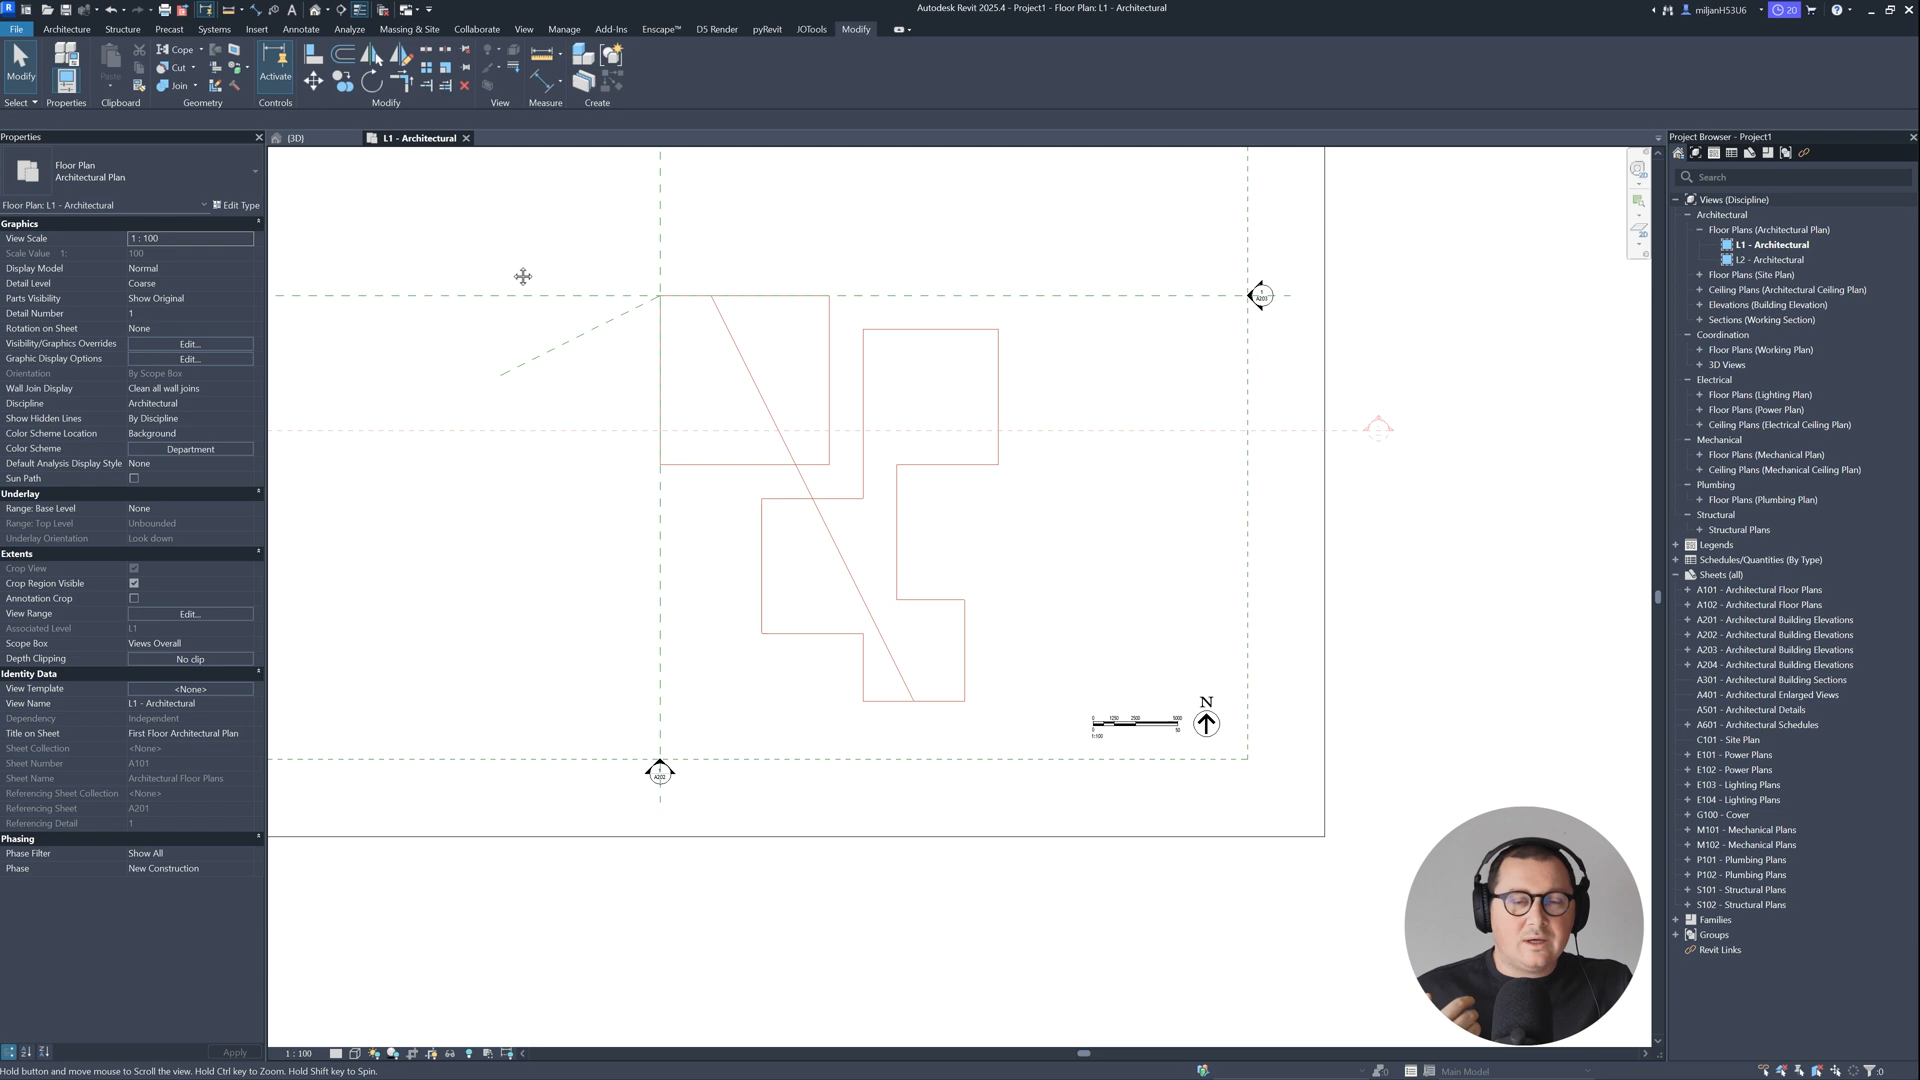 Autodesk Revit 2025.4 - Project1 - Floor Plan: L1 - Architectural
miljanH53U6
20
File Architecture Structure Precast Systems Insert Annotate Analyze Massing & Site Collaborate View Manage Add-Ins Enscape™ D5 Render pyRevit JOTools Modify
Modify
Paste
Cope
Cut
Join
Activate
Select Properties Clipboard Geometry Controls Modify View Measure Create
Properties
Floor Plan
Architectural Plan
Floor Plan: L1 - Architectural
Edit Type
Graphics
View Scale 1 : 100
Scale Value 1: 100
Display Model Normal
Detail Level Coarse
Parts Visibility Show Original
Detail Number 1
Rotation on Sheet None
Visibility/Graphics Overrides Edit...
Graphic Display Options Edit...
Orientation By Scope Box
Wall Join Display Clean all wall joins
Discipline Architectural
Show Hidden Lines By Discipline
Color Scheme Location Background
Color Scheme Department
Default Analysis Display Style None
Sun Path
Underlay
Range: Base Level None
Range: Top Level Unbounded
Underlay Orientation Look down
Extents
Crop View
Crop Region Visible
Annotation Crop
View Range Edit...
Associated Level L1
Scope Box Views Overall
Depth Clipping No clip
Identity Data
View Template <None>
View Name L1 - Architectural
Dependency Independent
Title on Sheet First Floor Architectural Plan
Sheet Collection <None>
Sheet Number A101
Sheet Name Architectural Floor Plans
Referencing Sheet Collection <None>
Referencing Sheet A201
Referencing Detail 1
Phasing
Phase Filter Show All
Phase New Construction
Apply
{3D}
L1 - Architectural
1
A203
A202
N
0 1250 2500 5000
0 50
1:100
2D
2D
1 : 100
Project Browser - Project1
Search
Views (Discipline)
Architectural
Floor Plans (Architectural Plan)
L1 - Architectural
L2 - Architectural
Floor Plans (Site Plan)
Ceiling Plans (Architectural Ceiling Plan)
Elevations (Building Elevation)
Sections (Working Section)
Coordination
Floor Plans (Working Plan)
3D Views
Electrical
Floor Plans (Lighting Plan)
Floor Plans (Power Plan)
Ceiling Plans (Electrical Ceiling Plan)
Mechanical
Floor Plans (Mechanical Plan)
Ceiling Plans (Mechanical Ceiling Plan)
Plumbing
Floor Plans (Plumbing Plan)
Structural
Structural Plans
Legends
Schedules/Quantities (By Type)
Sheets (all)
A101 - Architectural Floor Plans
A102 - Architectural Floor Plans
A201 - Architectural Building Elevations
A202 - Architectural Building Elevations
A203 - Architectural Building Elevations
A204 - Architectural Building Elevations
A301 - Architectural Building Sections
A401 - Architectural Enlarged Views
A501 - Architectural Details
A601 - Architectural Schedules
C101 - Site Plan
E101 - Power Plans
E102 - Power Plans
E103 - Lighting Plans
E104 - Lighting Plans
G100 - Cover
M101 - Mechanical Plans
M102 - Mechanical Plans
P101 - Plumbing Plans
P102 - Plumbing Plans
S101 - Structural Plans
S102 - Structural Plans
Families
Groups
Revit Links
Hold button and move mouse to Scroll the view. Hold Ctrl key to Zoom. Hold Shift key to Spin.
:0
Main Model
:0